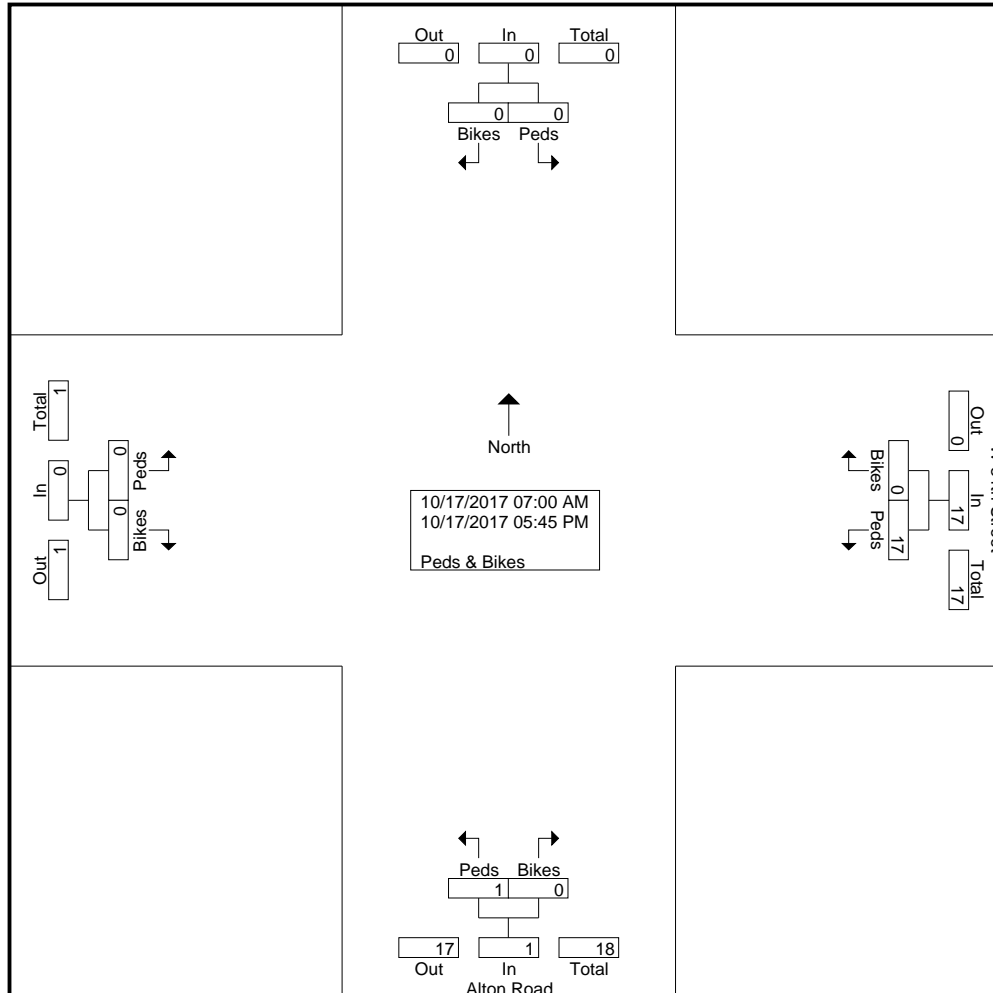 Out In Total
0 0 0
0 0
Bikes Peds
Total
1
In
0
Out
1
Peds
0
Bikes
0
North
10/17/2017 07:00 AM
10/17/2017 05:45 PM
Peds & Bikes
Bikes
0
Peds
17
Out
0
In
17
Total
17
Peds Bikes
1 0
17 1 18
Out In Total
Alton Road